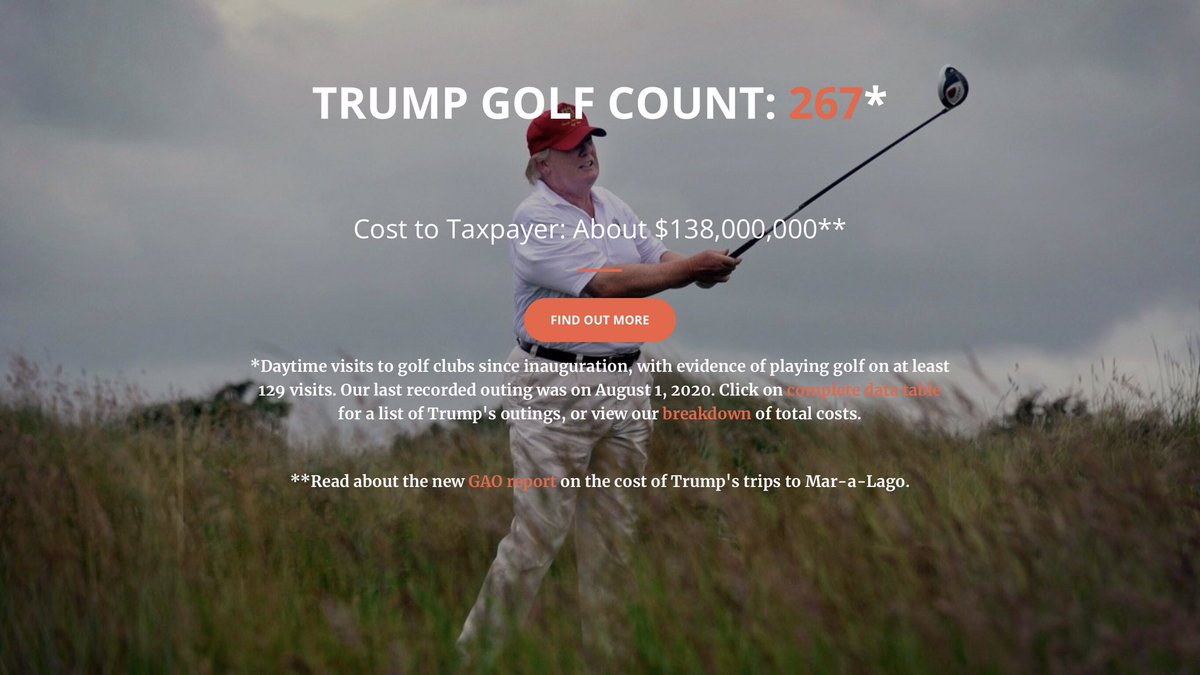 TRUMP GOLF COUNT: 267*
Cost to Taxpayer: About $138,000,000**
FIND OUT MORE
*Daytime visits to golf clubs since inauguration, with evidence of playing golf on at least
129 visits. Our last recorded outing was on August 1, 2020. Click on complete data table
for a list of Trump's outings, or view our breakdown of total costs.
**Read about the new GAO report on the cost of Trump's trips to Mar-a-Lago.